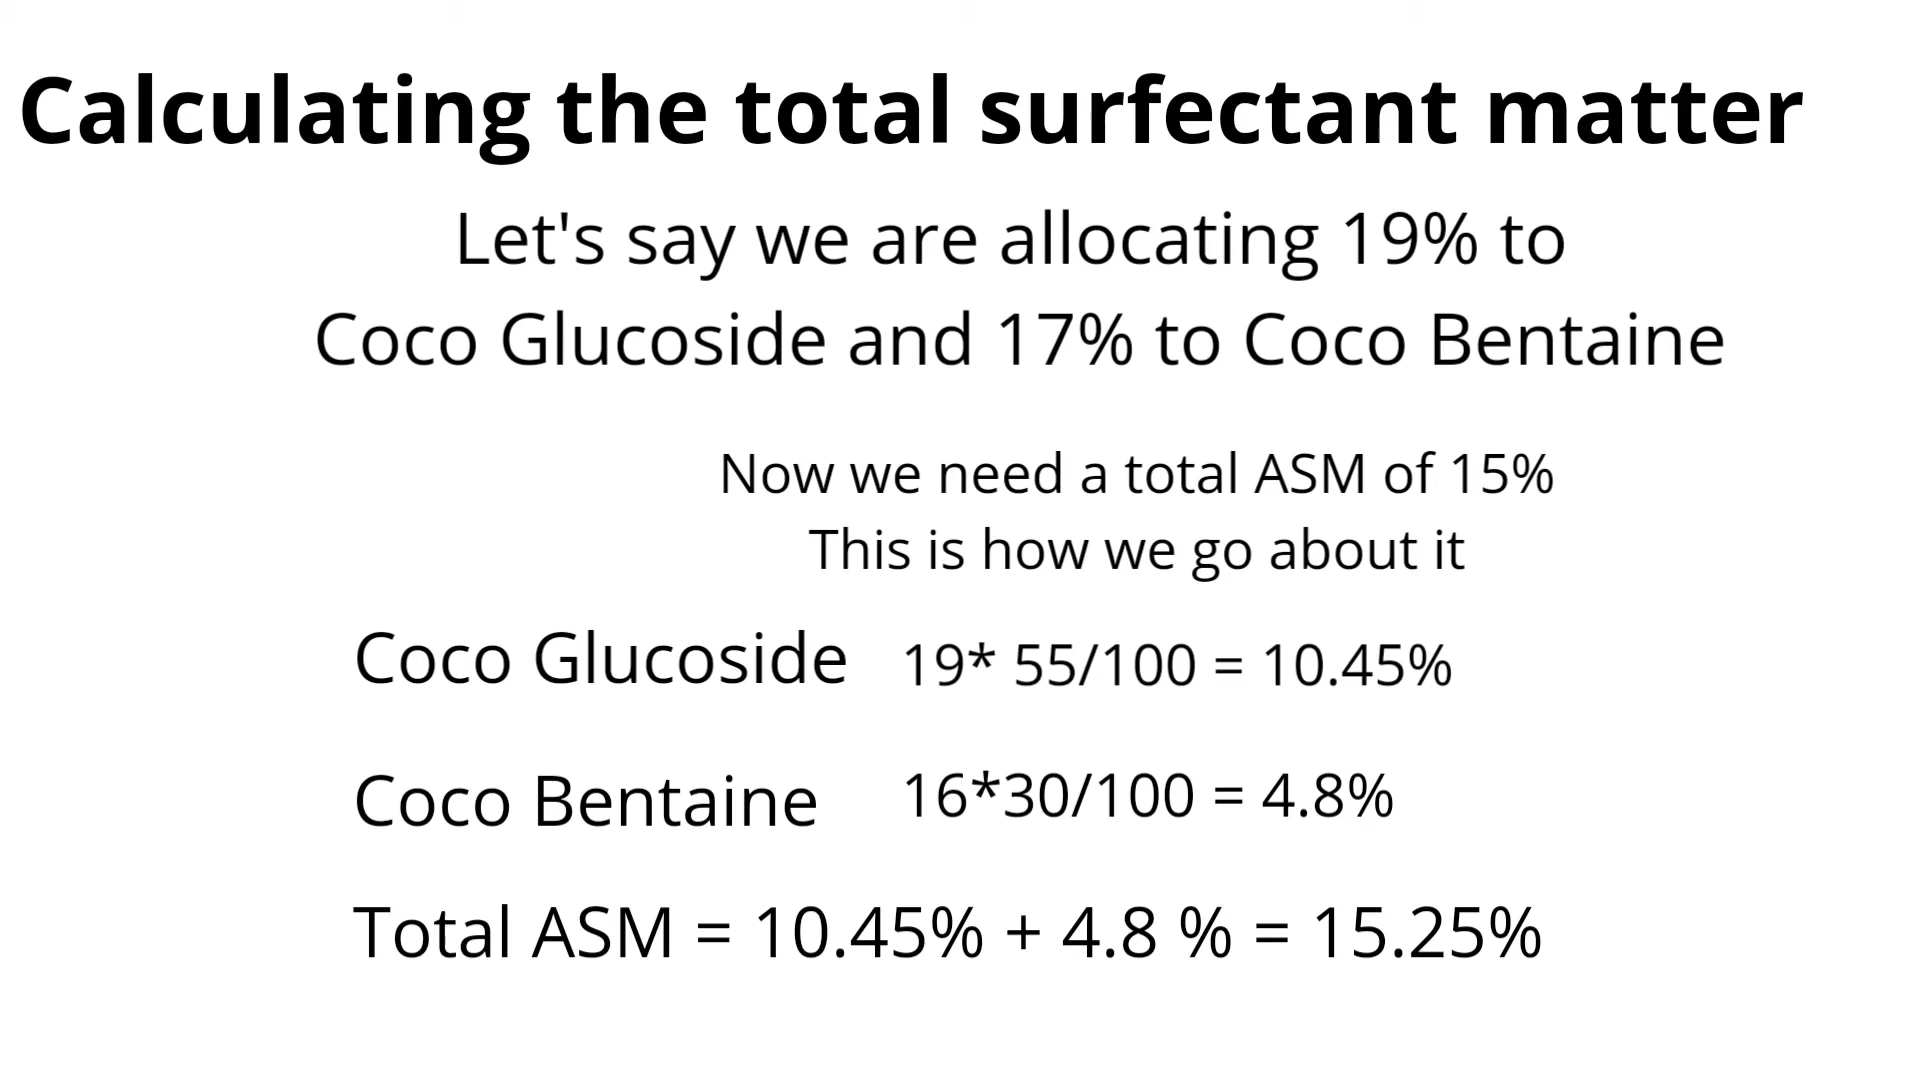 Calculating the total surfectant matter
Let's say we are allocating 19% to
Coco Glucoside and 17% to Coco Bentaine
Now we need a total ASM of 15%
This is how we go about it
Coco Glucoside 19* 55/100 = 10.45%
Coco Bentaine 16*30/100 = 4.8%
Total ASM = 10.45% + 4.8 % = 15.25%